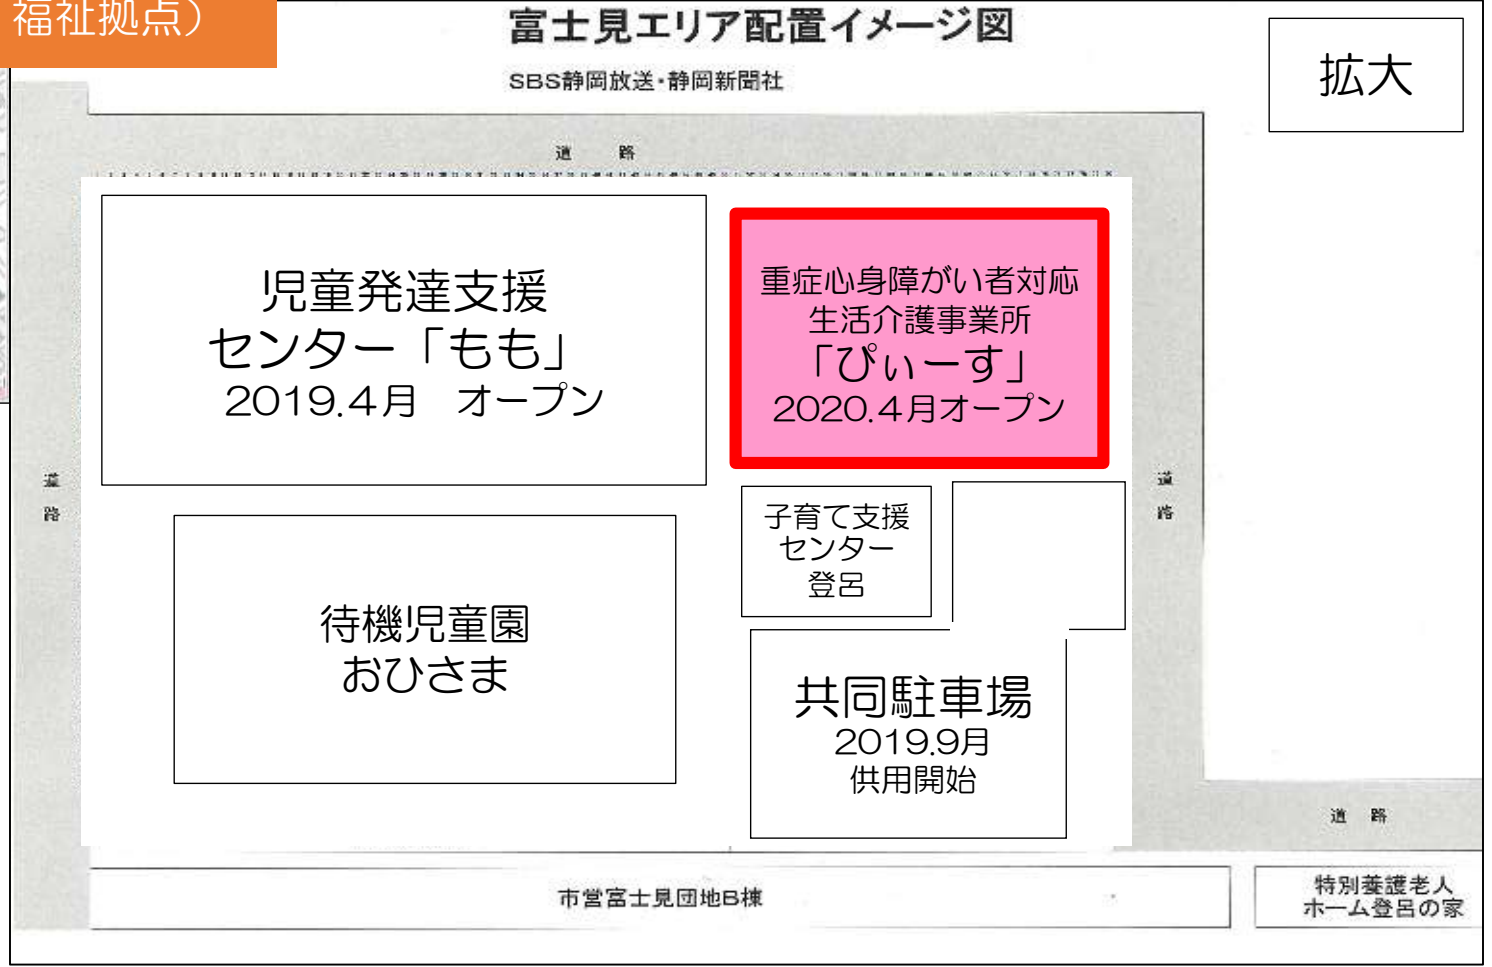 福祉拠点）
富士見エリア配置イメージ図
拡大
SBS静岡放送・静岡新聞社
道　路
児童発達支援
センター「もも」
2019.4月　オープン
重症心身障がい者対応
生活介護事業所
「ぴぃーす」
2020.4月オープン
道
路
道
路
子育て支援
センター
登呂
待機児童園
おひさま
共同駐車場
2019.9月
供用開始
道　路
市営富士見団地B棟
特別養護老人
ホーム登呂の家